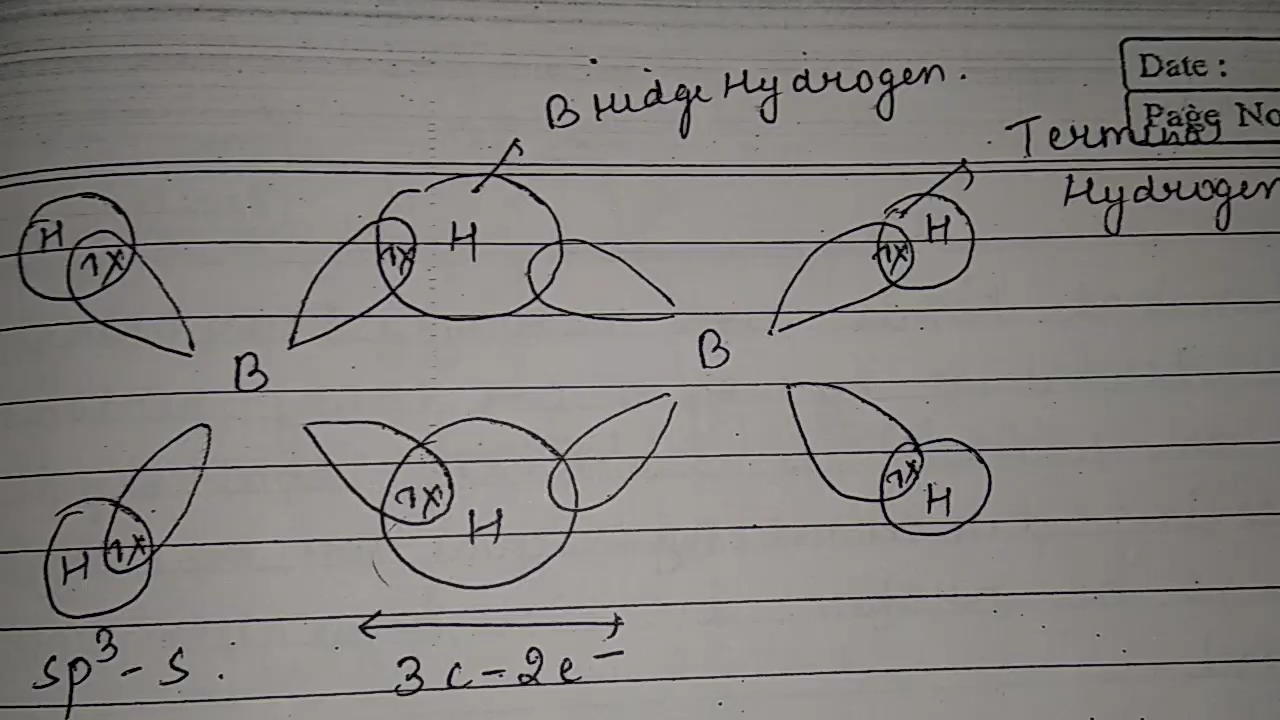 Date :
Page No
Bridge Hydrogen.
Terminal
Hydrogen
H
1x
1x
H
1x
H
B
B
1x
H
1x
H
1x
H
sp³-s.
3c-2e⁻